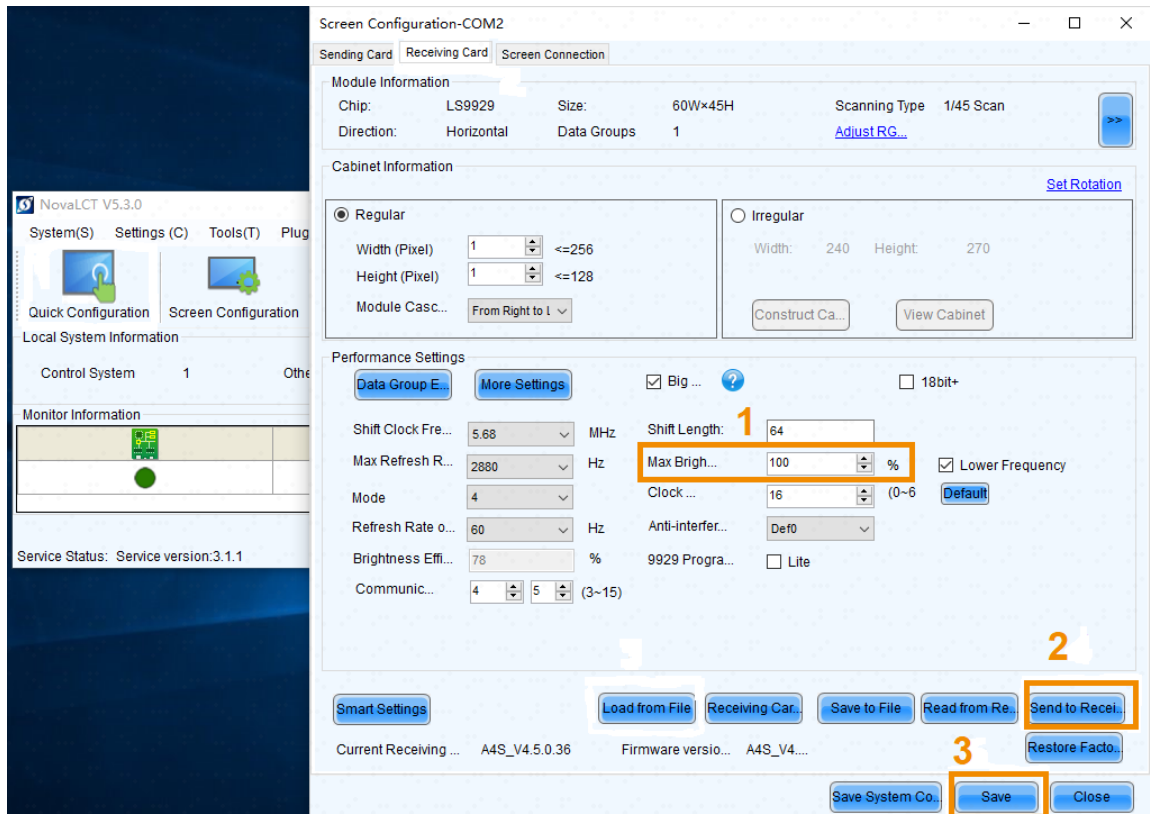 Screen Configuration-COM2
Sending Card Receiving Card Screen Connection
Module Information
Chip: LS9929 Size: 60W×45H Scanning Type 1/45 Scan
Direction: Horizontal Data Groups 1 Adjust RG...
>>
Cabinet Information
Set Rotation
Regular
Width (Pixel) 1 <=256
Height (Pixel) 1 <=128
Module Casc... From Right to L
Irregular
Width: 240 Height: 270
Construct Ca... View Cabinet
Performance Settings
Data Group E... More Settings Big ... ? 18bit+
1
Shift Clock Fre... 5.68 MHz Shift Length: 64
Max Refresh R... 2880 Hz Max Brigh... 100 % Lower Frequency
Mode 4 Clock ... 16 (0~6 Default
Refresh Rate o... 60 Hz Anti-interfer... Def0
Brightness Effi... 78 % 9929 Progra... Lite
Communic... 4 5 (3~15)
2
Smart Settings Load from File Receiving Car... Save to File Read from Re... Send to Recei...
Current Receiving ... A4S_V4.5.0.36 Firmware versio... A4S_V4.... Restore Facto...
3
Save System Co... Save Close
NovaLCT V5.3.0
System(S) Settings (C) Tools(T) Plug
Quick Configuration Screen Configuration
Local System Information
Control System 1 Othe
Monitor Information
Service Status: Service version:3.1.1